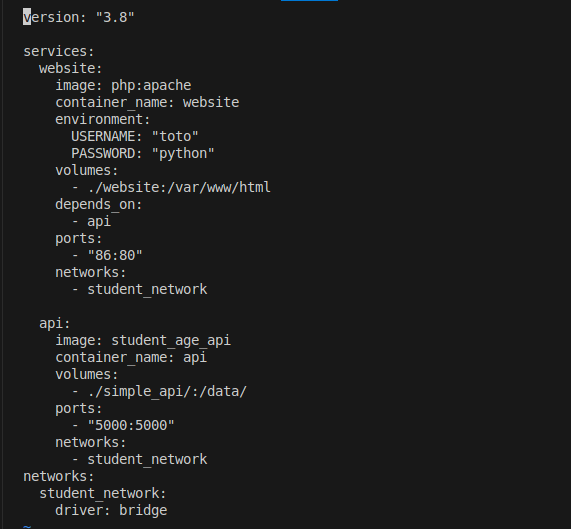 version: "3.8"

services:
  website:
    image: php:apache
    container_name: website
    environment:
      USERNAME: "toto"
      PASSWORD: "python"
    volumes:
      - ./website:/var/www/html
    depends_on:
      - api
    ports:
      - "86:80"
    networks:
      - student_network

  api:
    image: student_age_api
    container_name: api
    volumes:
      - ./simple_api/:/data/
    ports:
      - "5000:5000"
    networks:
      - student_network
networks:
  student_network:
    driver: bridge
~